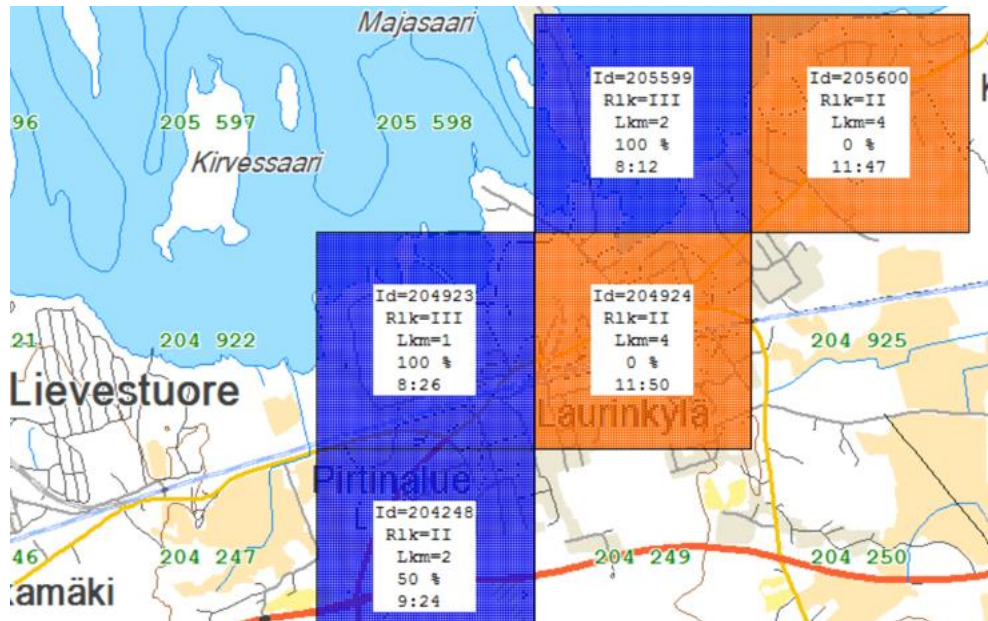 Majasaari
Id=205599
Rlk=III
Lkm=2
100 %
8:12
Id=205600
Rlk=II
Lkm=4
0 %
11:47
96
205 597
205 598
Kirvessaari
Id=204923
Rlk=III
Lkm=1
100 %
8:26
Id=204924
Rlk=II
Lkm=4
0 %
11:50
21
204 922
204 925
Lievestuore
Laurinkylä
Pirtinalue
Id=204248
Rlk=II
Lkm=2
50 %
9:24
46
204 247
204 249
204 250
amäki